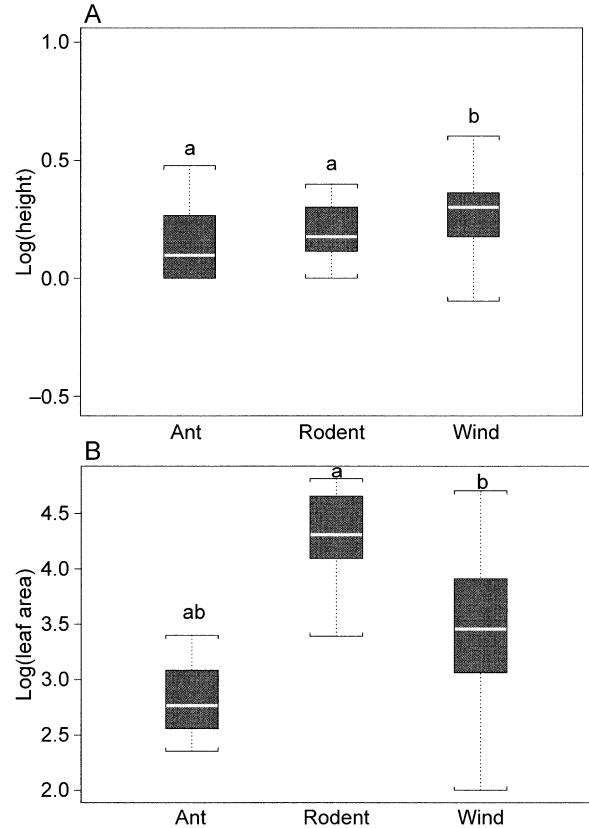 A
1.0
0.5
0.0
–0.5
Log(height)
a
a
b
Ant Rodent Wind
B
4.5
4.0
3.5
3.0
2.5
2.0
Log(leaf area)
ab
a
b
Ant Rodent Wind